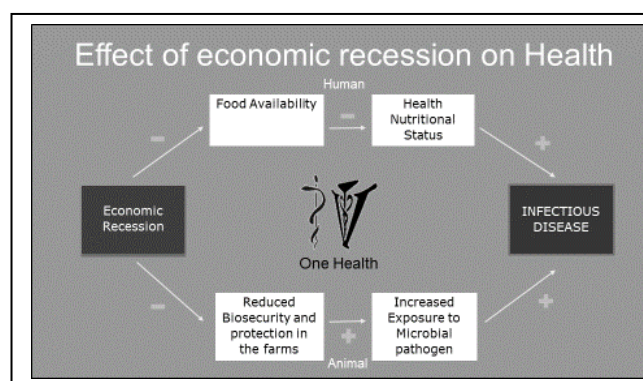 Effect of economic recession on Health
Human
Food Availability
Health
Nutritional
Status
−
−
+
Economic
Recession
INFECTIOUS
DISEASE
One Health
−
+
+
Reduced
Biosecurity and
protection in
the farms
Increased
Exposure to
Microbial
pathogen
Animal